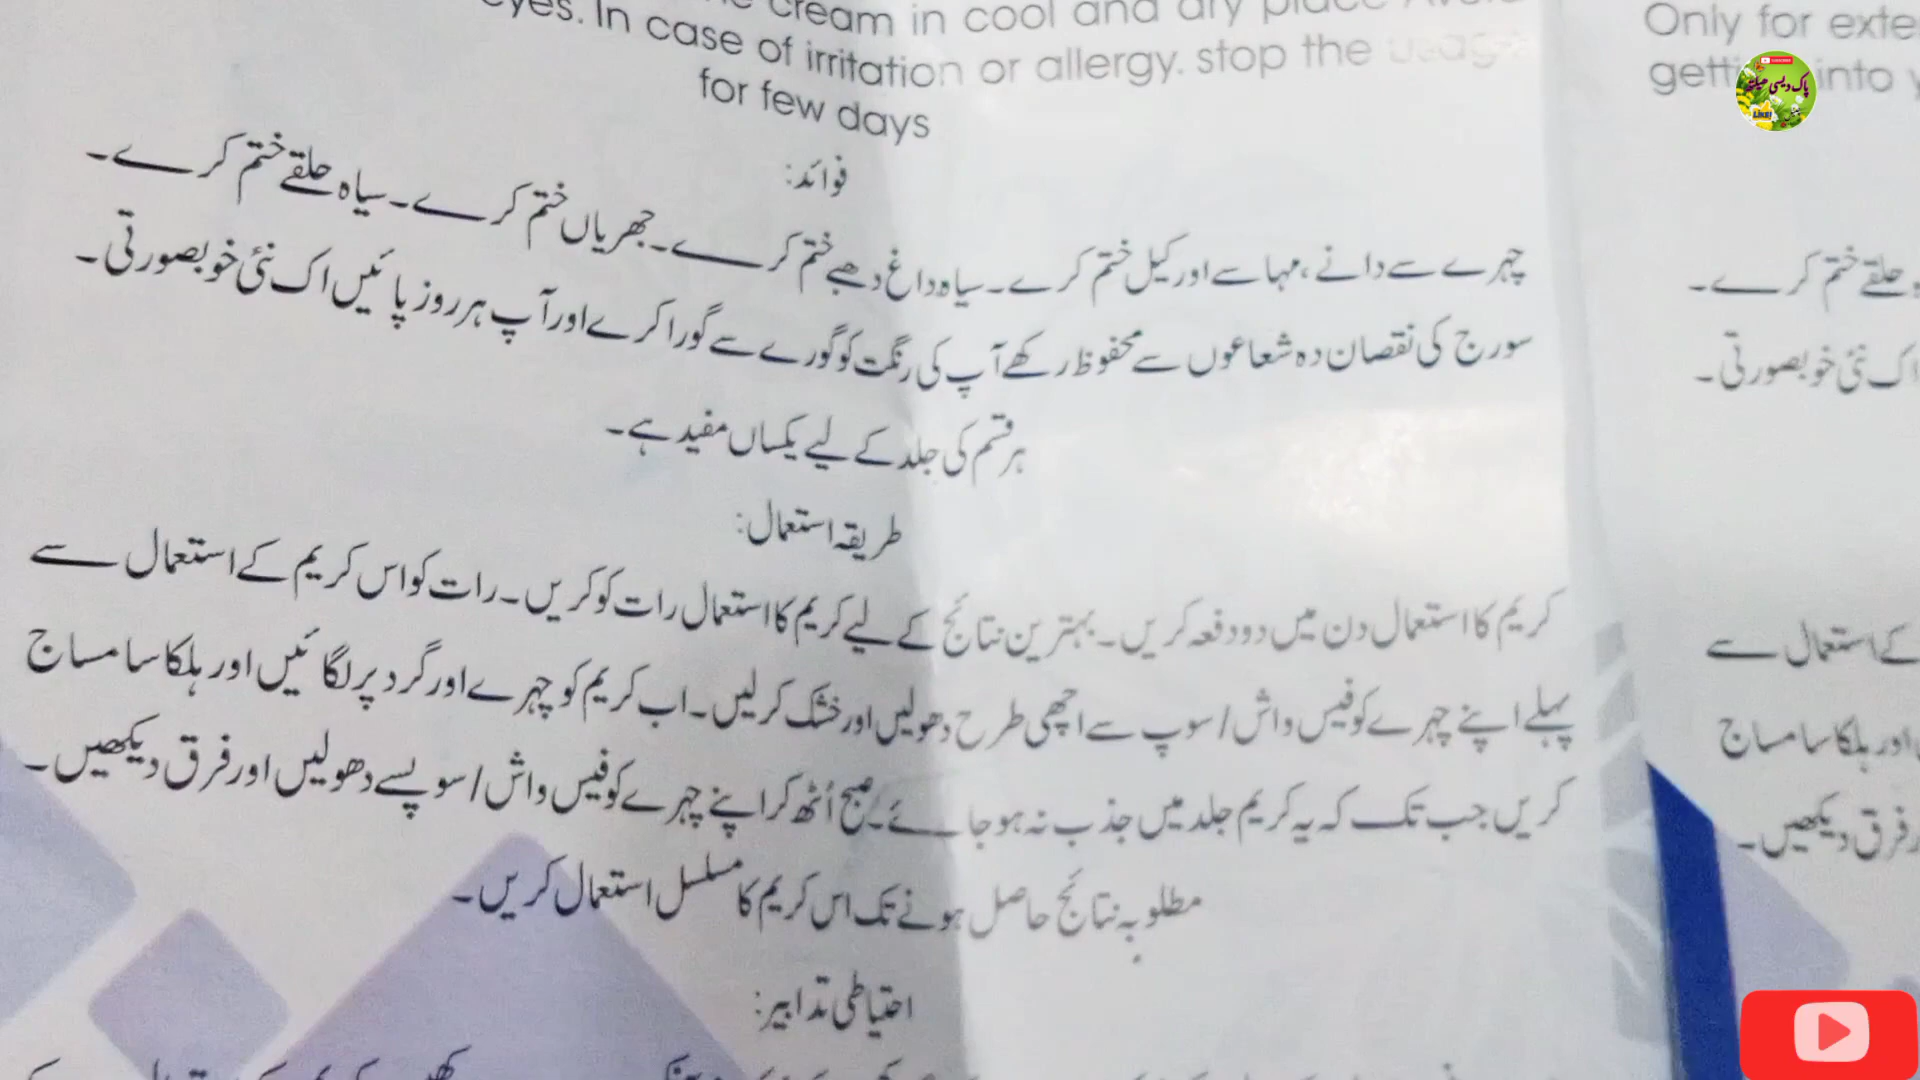 Cream in cool and dry place
eyes. In case of irritation or allergy. stop the usage
for few days
فوائد:
چہرے سے دانے، مہاسے اور کیل ختم کرے۔ سیاہ داغ دھبے ختم کرے۔ جھریاں ختم کرے۔ سیاہ حلقے ختم کرے۔
سورج کی نقصان دہ شعاعوں سے محفوظ رکھے آپ کی رنگت کو گورے سے گورا کرے اور آپ ہر روز پائیں اک نئی خوبصورتی۔
ہر قسم کی جلد کے لیے یکساں مفید ہے۔
طریقہ استعمال:
کریم کا استعمال دن میں دو دفعہ کریں۔ بہترین نتائج کے لیے کریم کا استعمال رات کو کریں۔ رات کو اس کریم کے استعمال سے
پہلے اپنے چہرے کو فیس واش/سوپ سے اچھی طرح دھولیں اور خشک کرلیں۔ اب کریم کو چہرے اور گرد پر لگائیں اور ہلکا سا مساج
کریں جب تک کہ یہ کریم جلد میں جذب نہ ہو جائے۔ صبح اُٹھ کر اپنے چہرے کو فیس واش/سوپ سے دھولیں اور فرق دیکھیں۔
مطلوبہ نتائج حاصل ہونے تک اس کریم کا مسلسل استعمال کریں۔
احتیاطی تدابیر:
Only for exte
into
حلقے ختم کرے۔
اک نئی خوبصورتی۔
کے استعمال سے
اور ہلکا سا مساج
فرق دیکھیں۔
پاک دیسی ہیلتھ